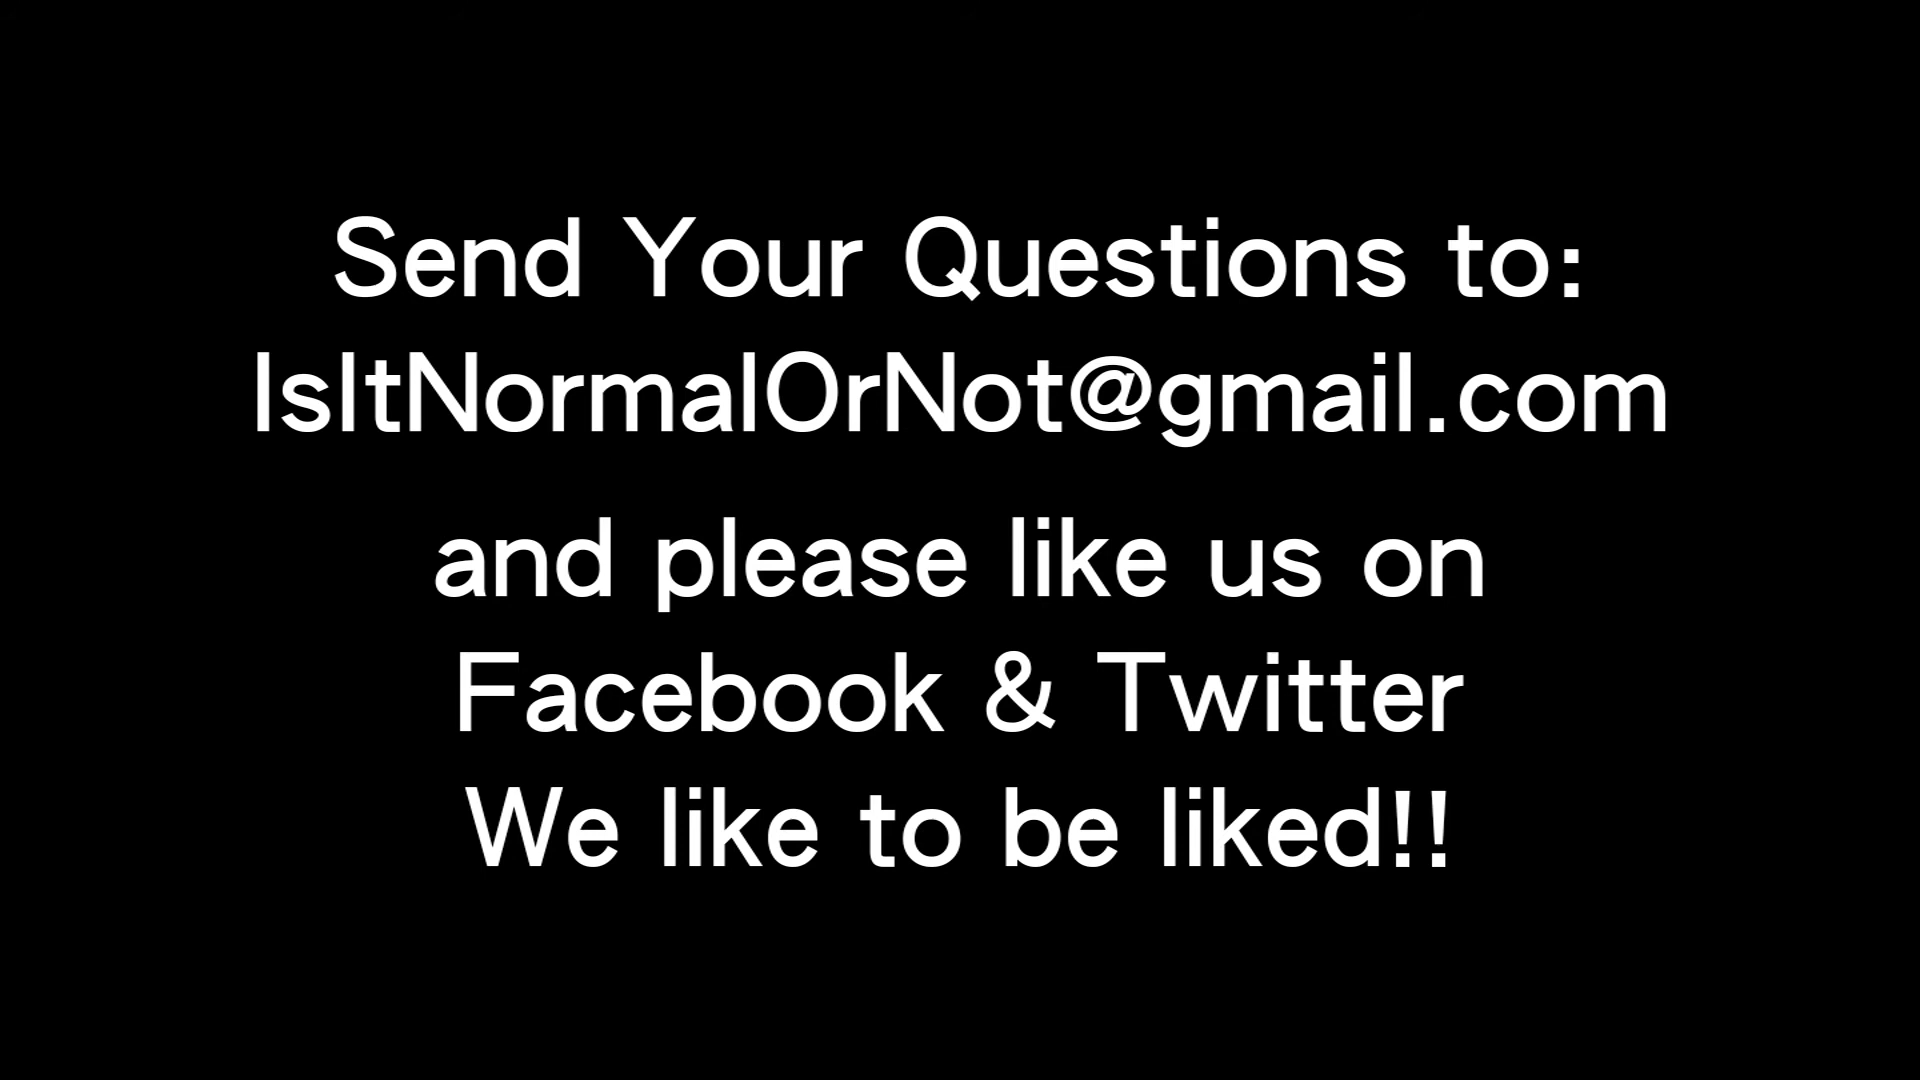 Send Your Questions to:
IsItNormalOrNot@gmail.com
and please like us on
Facebook & Twitter
We like to be liked!!